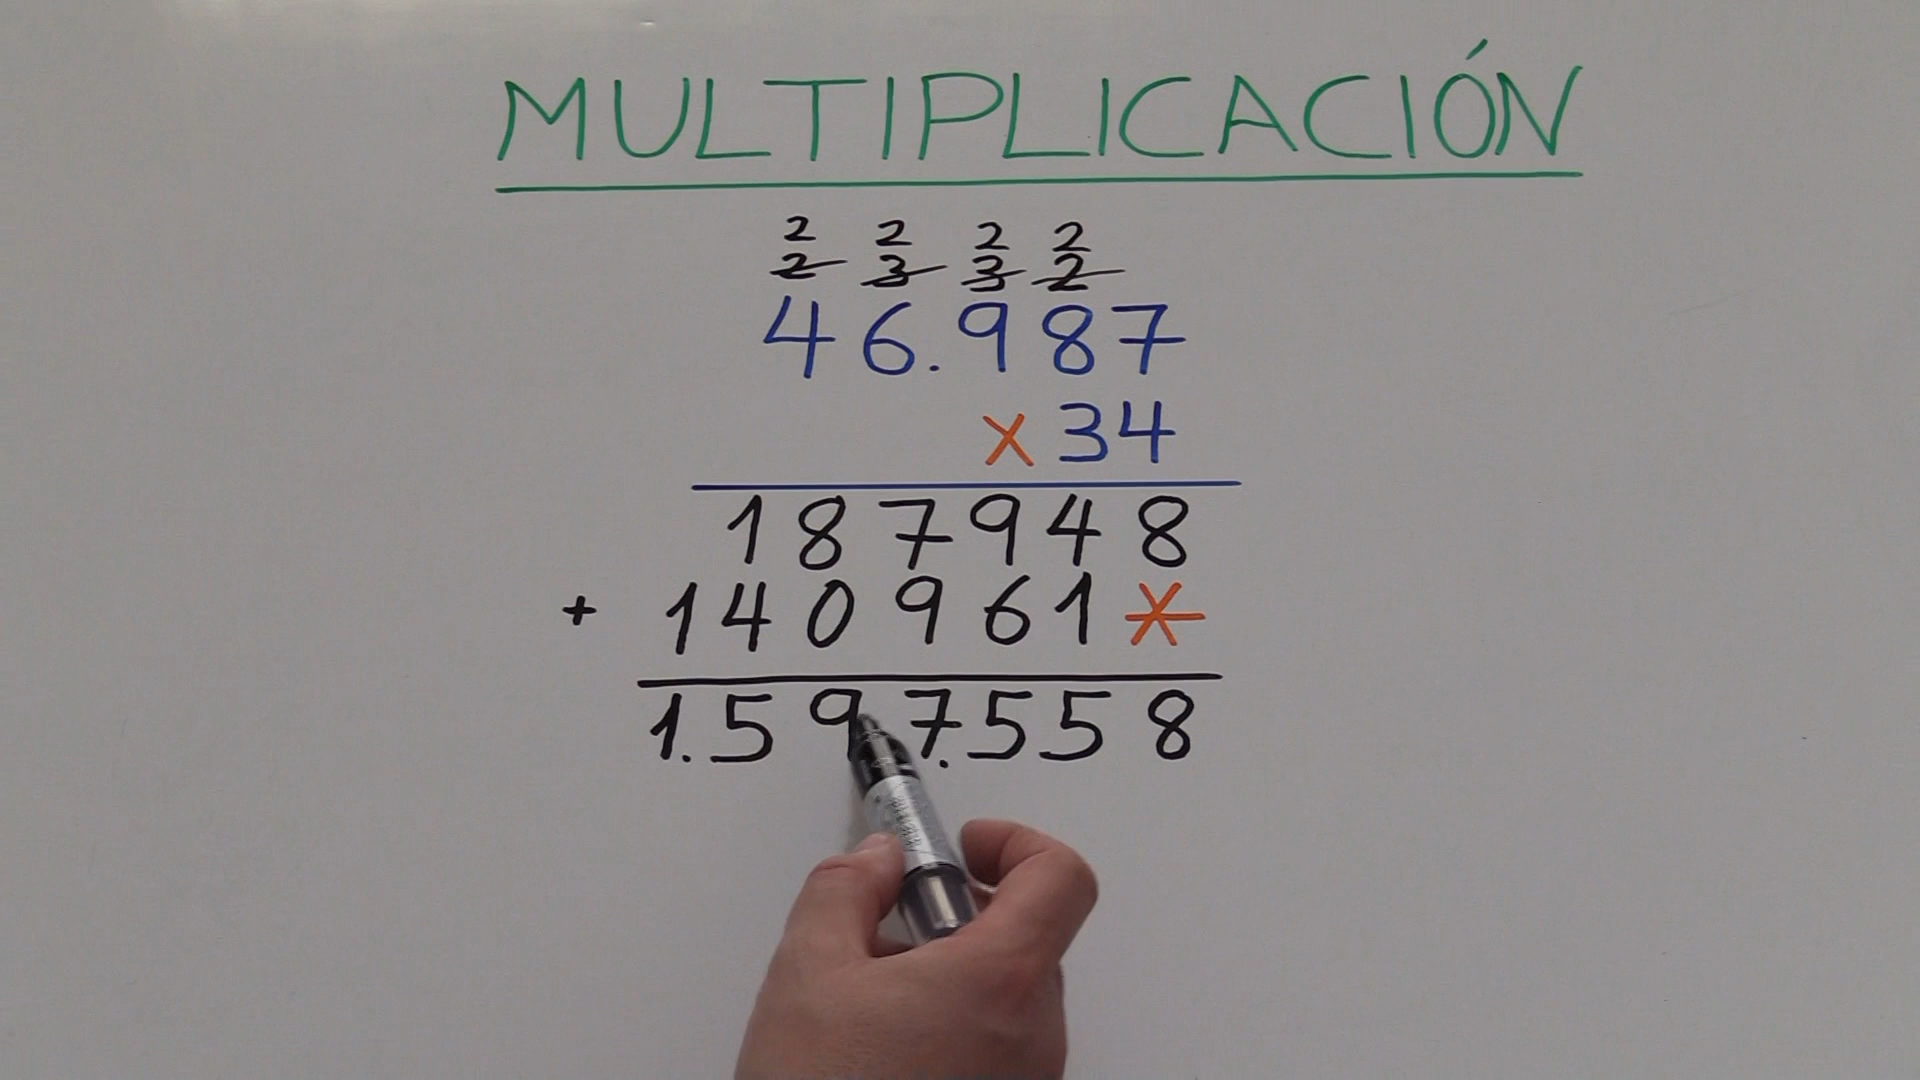 MULTIPLICACIÓN
2 2 2 2
2 3 3 2
46.987
x 34
187948
+ 140961*
1.597.558